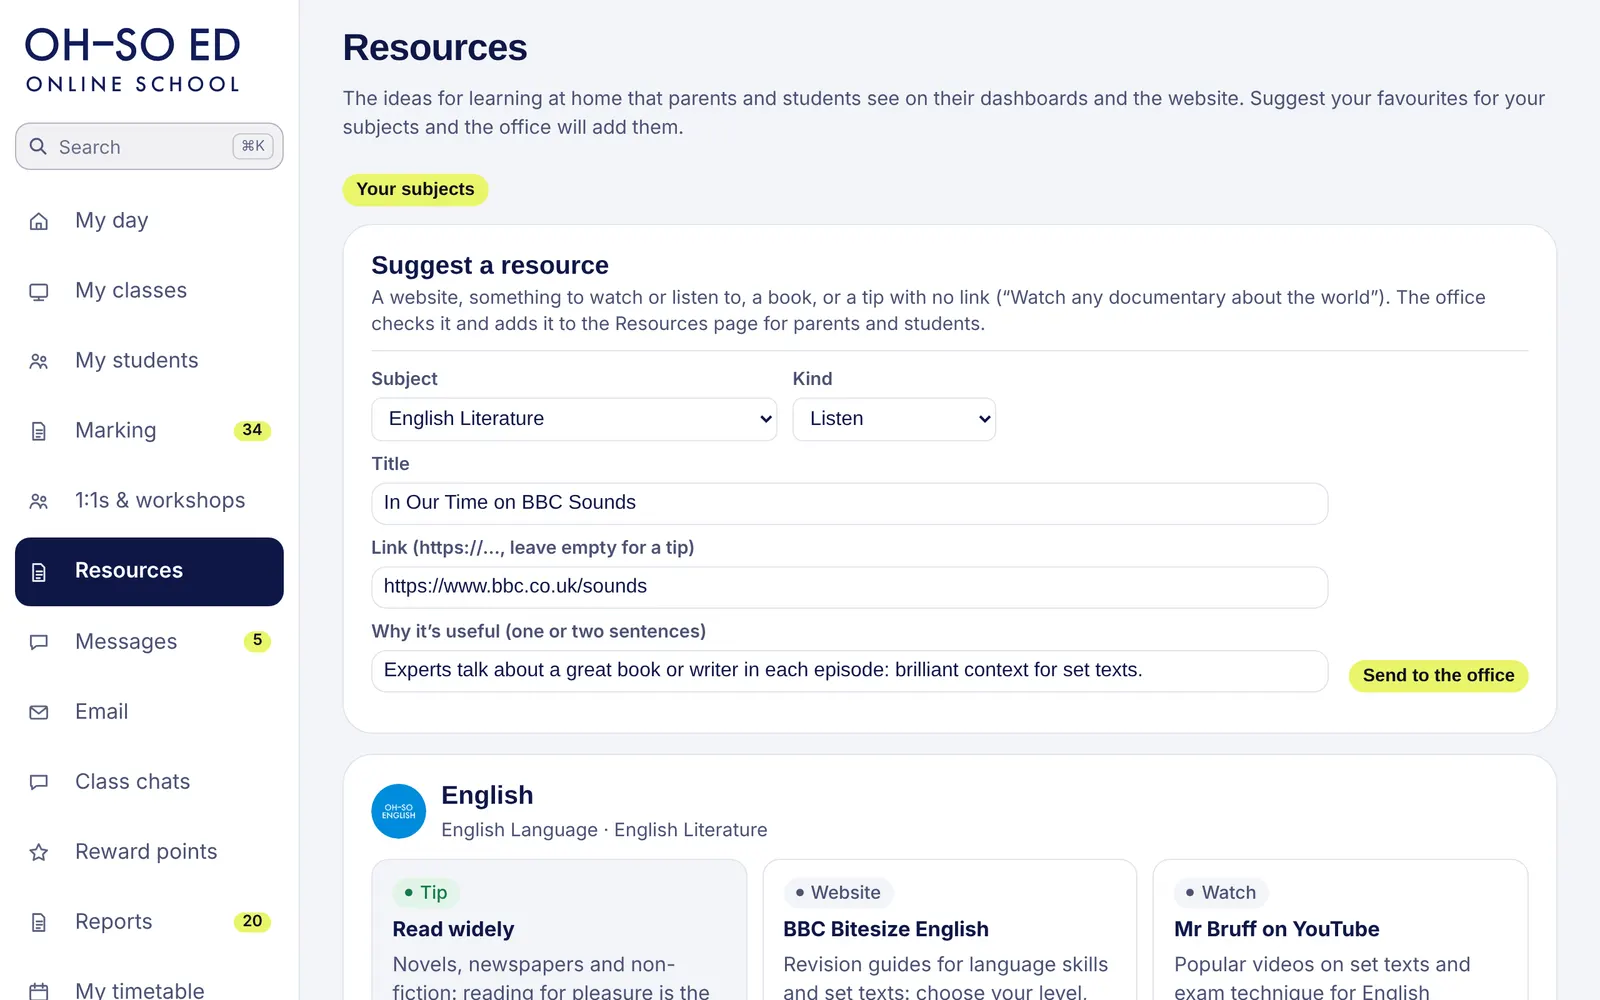 OH–SO ED
ONLINE SCHOOL
Search ⌘K
My day
My classes
My students
Marking 34
1:1s & workshops
Resources
Messages 5
Email
Class chats
Reward points
Reports 20
My timetable
Resources
The ideas for learning at home that parents and students see on their dashboards and the website. Suggest your favourites for your
subjects and the office will add them.
Your subjects
Suggest a resource
A website, something to watch or listen to, a book, or a tip with no link (“Watch any documentary about the world”). The office
checks it and adds it to the Resources page for parents and students.
Subject Kind
English Literature Listen
Title
In Our Time on BBC Sounds
Link (https://…, leave empty for a tip)
https://www.bbc.co.uk/sounds
Why it’s useful (one or two sentences)
Experts talk about a great book or writer in each episode: brilliant context for set texts.
Send to the office
OH–SO
ENGLISH
English
English Language · English Literature
Tip
Read widely
Novels, newspapers and non-
fiction: reading for pleasure is the
Website
BBC Bitesize English
Revision guides for language skills
and set texts: choose your level,
Watch
Mr Bruff on YouTube
Popular videos on set texts and
exam technique for English